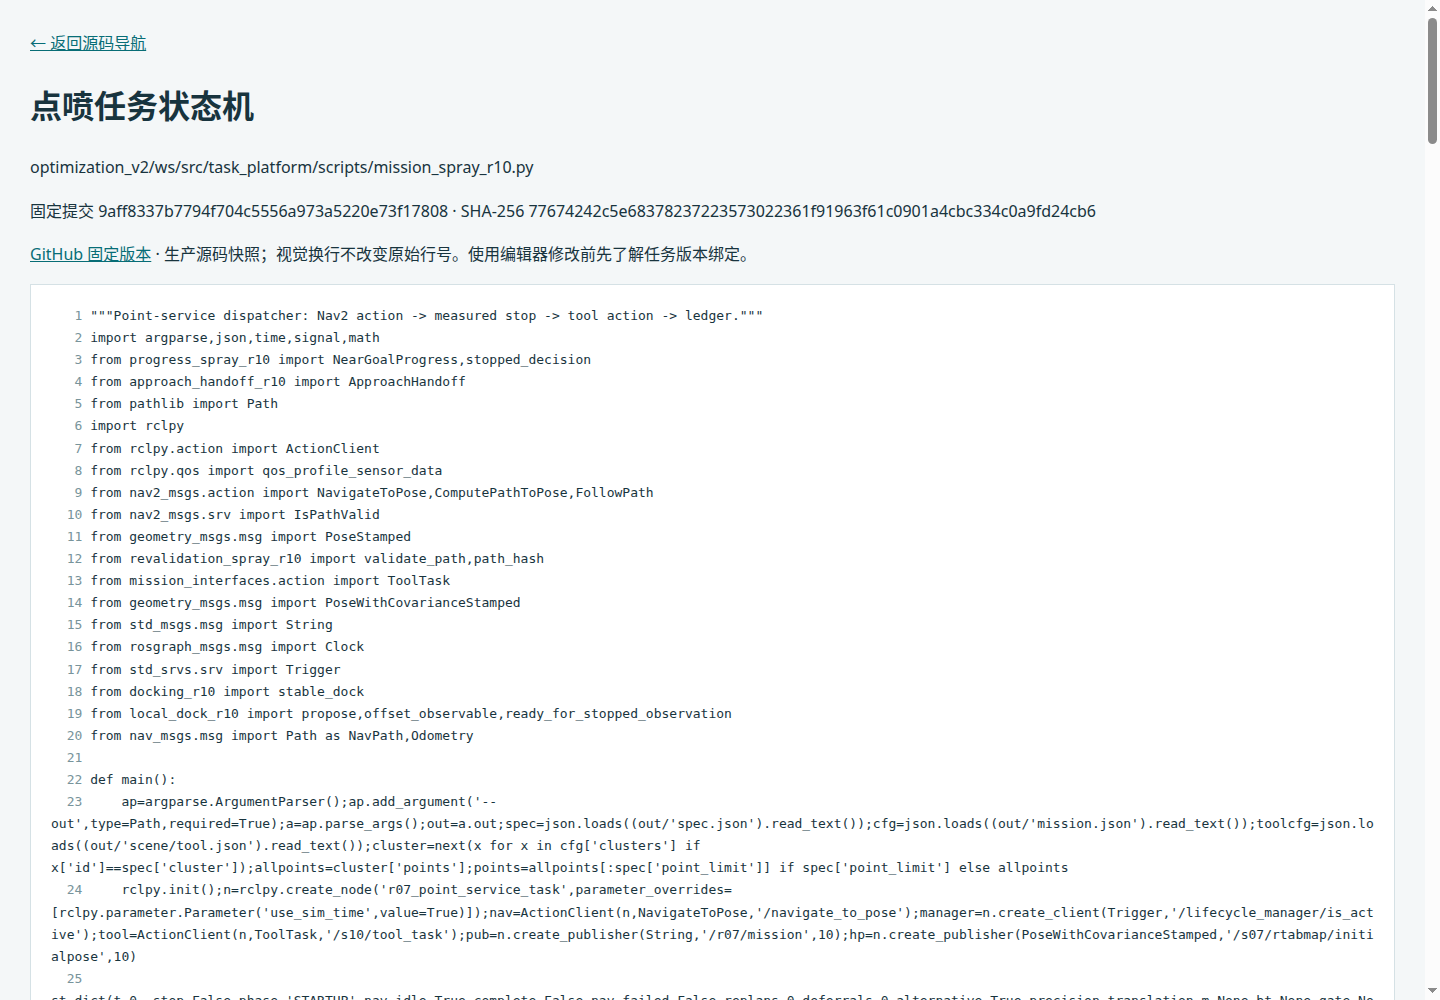 ← 返回源码导航
点喷任务状态机
optimization_v2/ws/src/task_platform/scripts/mission_spray_r10.py
固定提交 9aff8337b7794f704c5556a973a5220e73f17808 · SHA-256 77674242c5e68378237223573022361f91963f61c0901a4cbc334c0a9fd24cb6
GitHub 固定版本 · 生产源码快照；视觉换行不改变原始行号。使用编辑器修改前先了解任务版本绑定。
1 """Point-service dispatcher: Nav2 action -> measured stop -> tool action -> ledger."""
2 import argparse,json,time,signal,math
3 from progress_spray_r10 import NearGoalProgress,stopped_decision
4 from approach_handoff_r10 import ApproachHandoff
5 from pathlib import Path
6 import rclpy
7 from rclpy.action import ActionClient
8 from rclpy.qos import qos_profile_sensor_data
9 from nav2_msgs.action import NavigateToPose,ComputePathToPose,FollowPath
10 from nav2_msgs.srv import IsPathValid
11 from geometry_msgs.msg import PoseStamped
12 from revalidation_spray_r10 import validate_path,path_hash
13 from mission_interfaces.action import ToolTask
14 from geometry_msgs.msg import PoseWithCovarianceStamped
15 from std_msgs.msg import String
16 from rosgraph_msgs.msg import Clock
17 from std_srvs.srv import Trigger
18 from docking_r10 import stable_dock
19 from local_dock_r10 import propose,offset_observable,ready_for_stopped_observation
20 from nav_msgs.msg import Path as NavPath,Odometry
21
22 def main():
23     ap=argparse.ArgumentParser();ap.add_argument('--
out',type=Path,required=True);a=ap.parse_args();out=a.out;spec=json.loads((out/'spec.json').read_text());cfg=json.loads((out/'mission.json').read_text());toolcfg=json.lo
ads((out/'scene/tool.json').read_text());cluster=next(x for x in cfg['clusters'] if
x['id']==spec['cluster']);allpoints=cluster['points'];points=allpoints[:spec['point_limit']] if spec['point_limit'] else allpoints
24     rclpy.init();n=rclpy.create_node('r07_point_service_task',parameter_overrides=
[rclpy.parameter.Parameter('use_sim_time',value=True)]);nav=ActionClient(n,NavigateToPose,'/navigate_to_pose');manager=n.create_client(Trigger,'/lifecycle_manager/is_act
ive');tool=ActionClient(n,ToolTask,'/s10/tool_task');pub=n.create_publisher(String,'/r07/mission',10);hp=n.create_publisher(PoseWithCovarianceStamped,'/s07/rtabmap/initi
alpose',10)
25